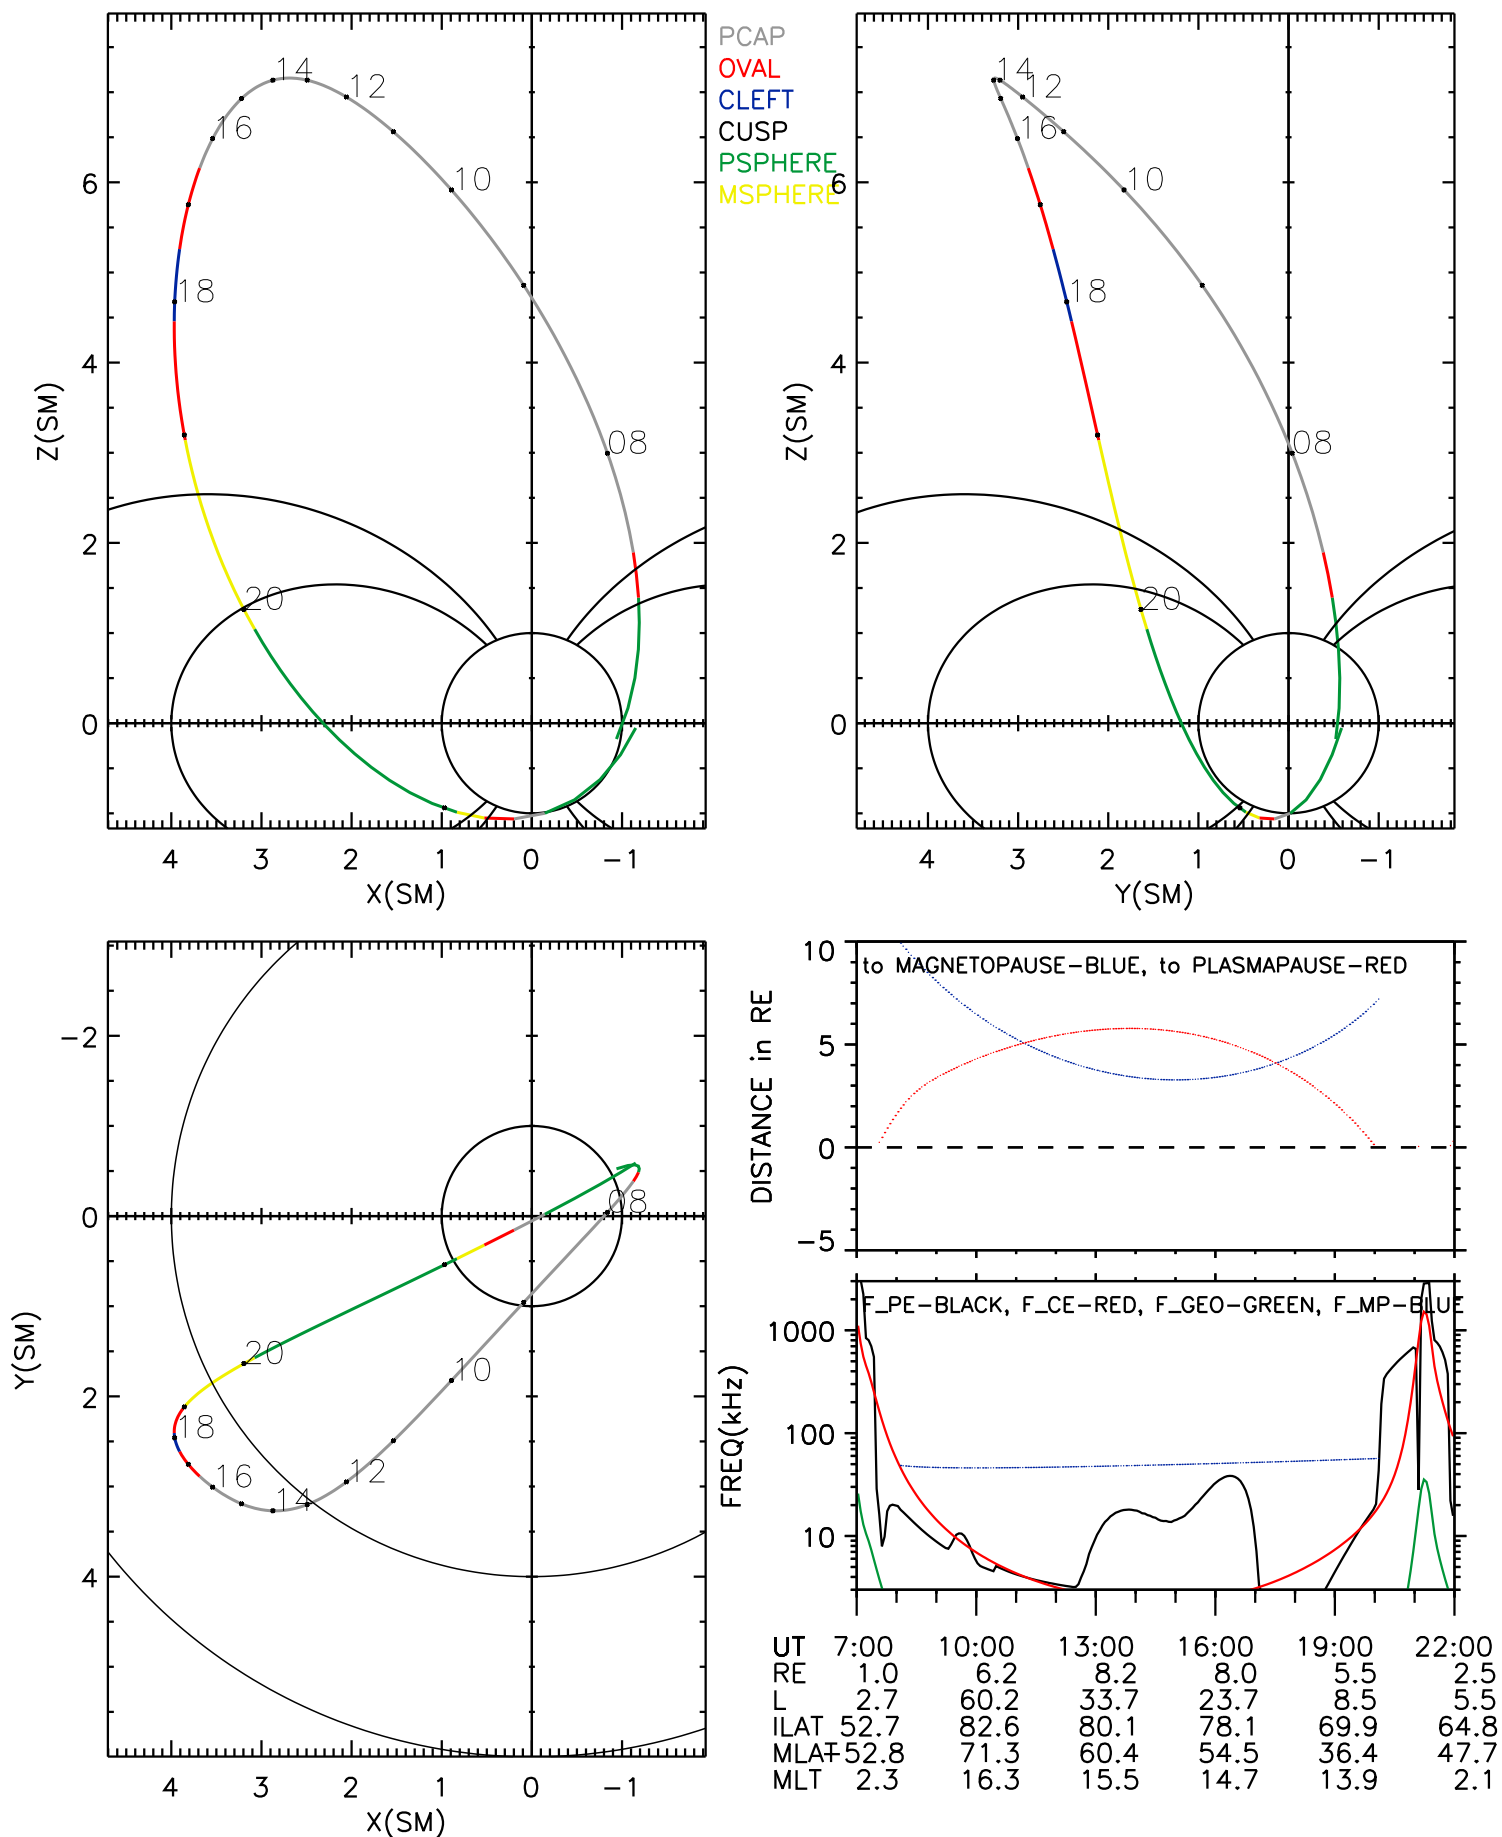 PCAP
OVAL
CLEFT
CUSP
PSPHERE
MSPHERE
14
12
16
10
18
08
20
6
4
2
0
Z(SM)
4 3 2 1 0 −1
X(SM)
14
12
16
10
18
08
20
6
4
2
0
Z(SM)
4 3 2 1 0 −1
Y(SM)
−2
0
2
4
Y(SM)
08
20
10
18
12
16
14
4 3 2 1 0 −1
X(SM)
to MAGNETOPAUSE−BLUE, to PLASMAPAUSE−RED
10
5
0
−5
DISTANCE in RE
F_PE−BLACK, F_CE−RED, F_GEO−GREEN, F_MP−BLUE
1000
100
10
FREQ(kHz)
UT 7:00 10:00 13:00 16:00 19:00 22:00
RE 1.0 6.2 8.2 8.0 5.5 2.5
L 2.7 60.2 33.7 23.7 8.5 5.5
ILAT 52.7 82.6 80.1 78.1 69.9 64.8
MLAT −52.8 71.3 60.4 54.5 36.4 47.7
MLT 2.3 16.3 15.5 14.7 13.9 2.1